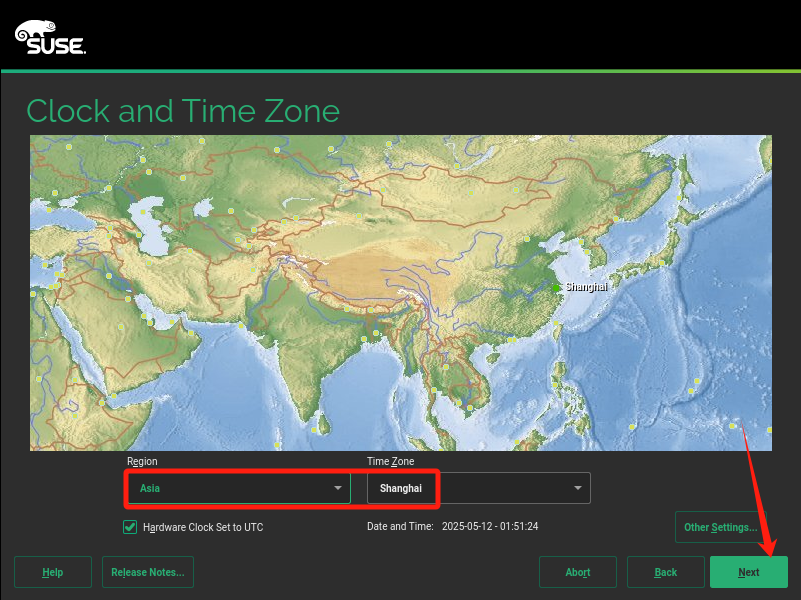 SUSE
Clock and Time Zone
Shanghai
Region
Time Zone
Asia
Shanghai
Hardware Clock Set to UTC
Date and Time: 2025-05-12 - 01:51:24
Other Settings...
Help
Release Notes...
Abort
Back
Next